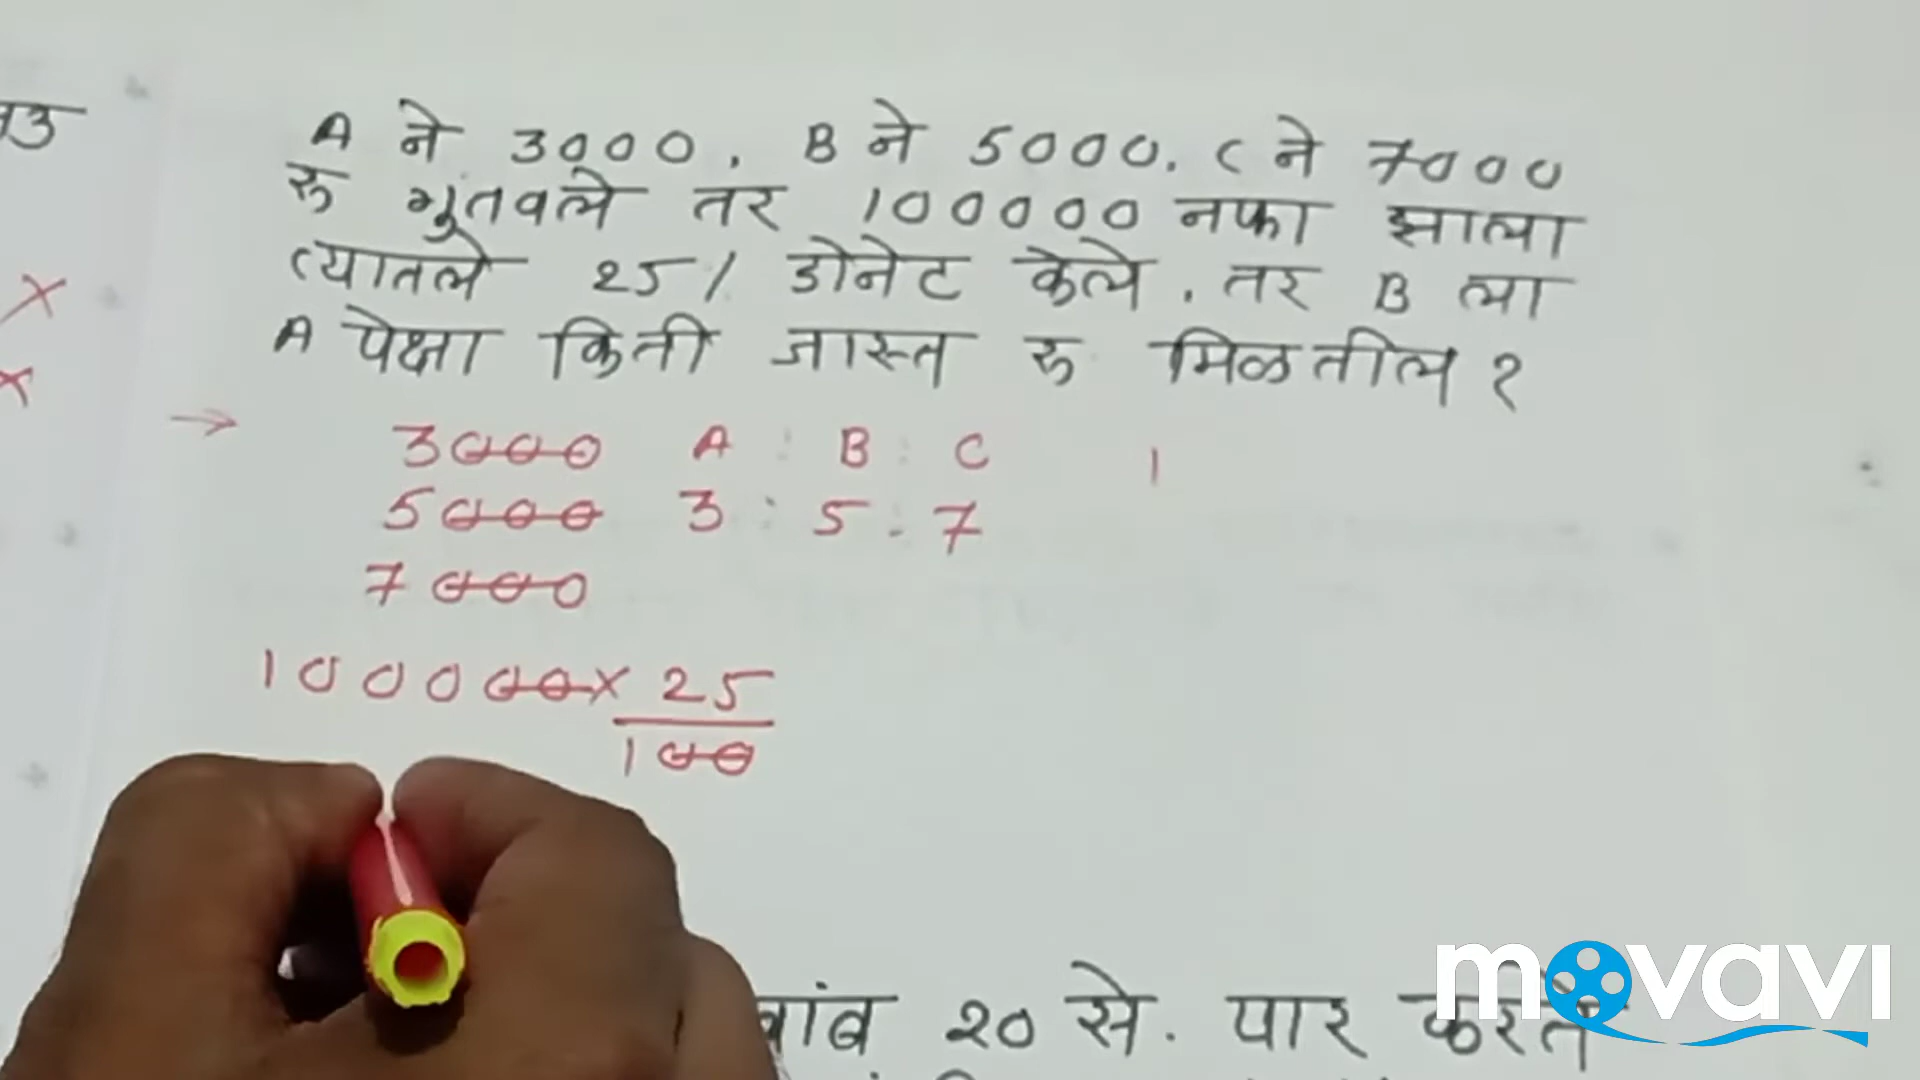 A ने 3000, B ने 5000. C ने 7000
रु गुंतवले तर 100000 नफा झाला
त्यातले 25% डोनेट केले. तर B ला
A पेक्षा किती जास्त रु मिळतील ?
→ 3000 A : B : C 1
5000 3 : 5 : 7
7000
100000 × 25
100
20 से. पार करते
movavi